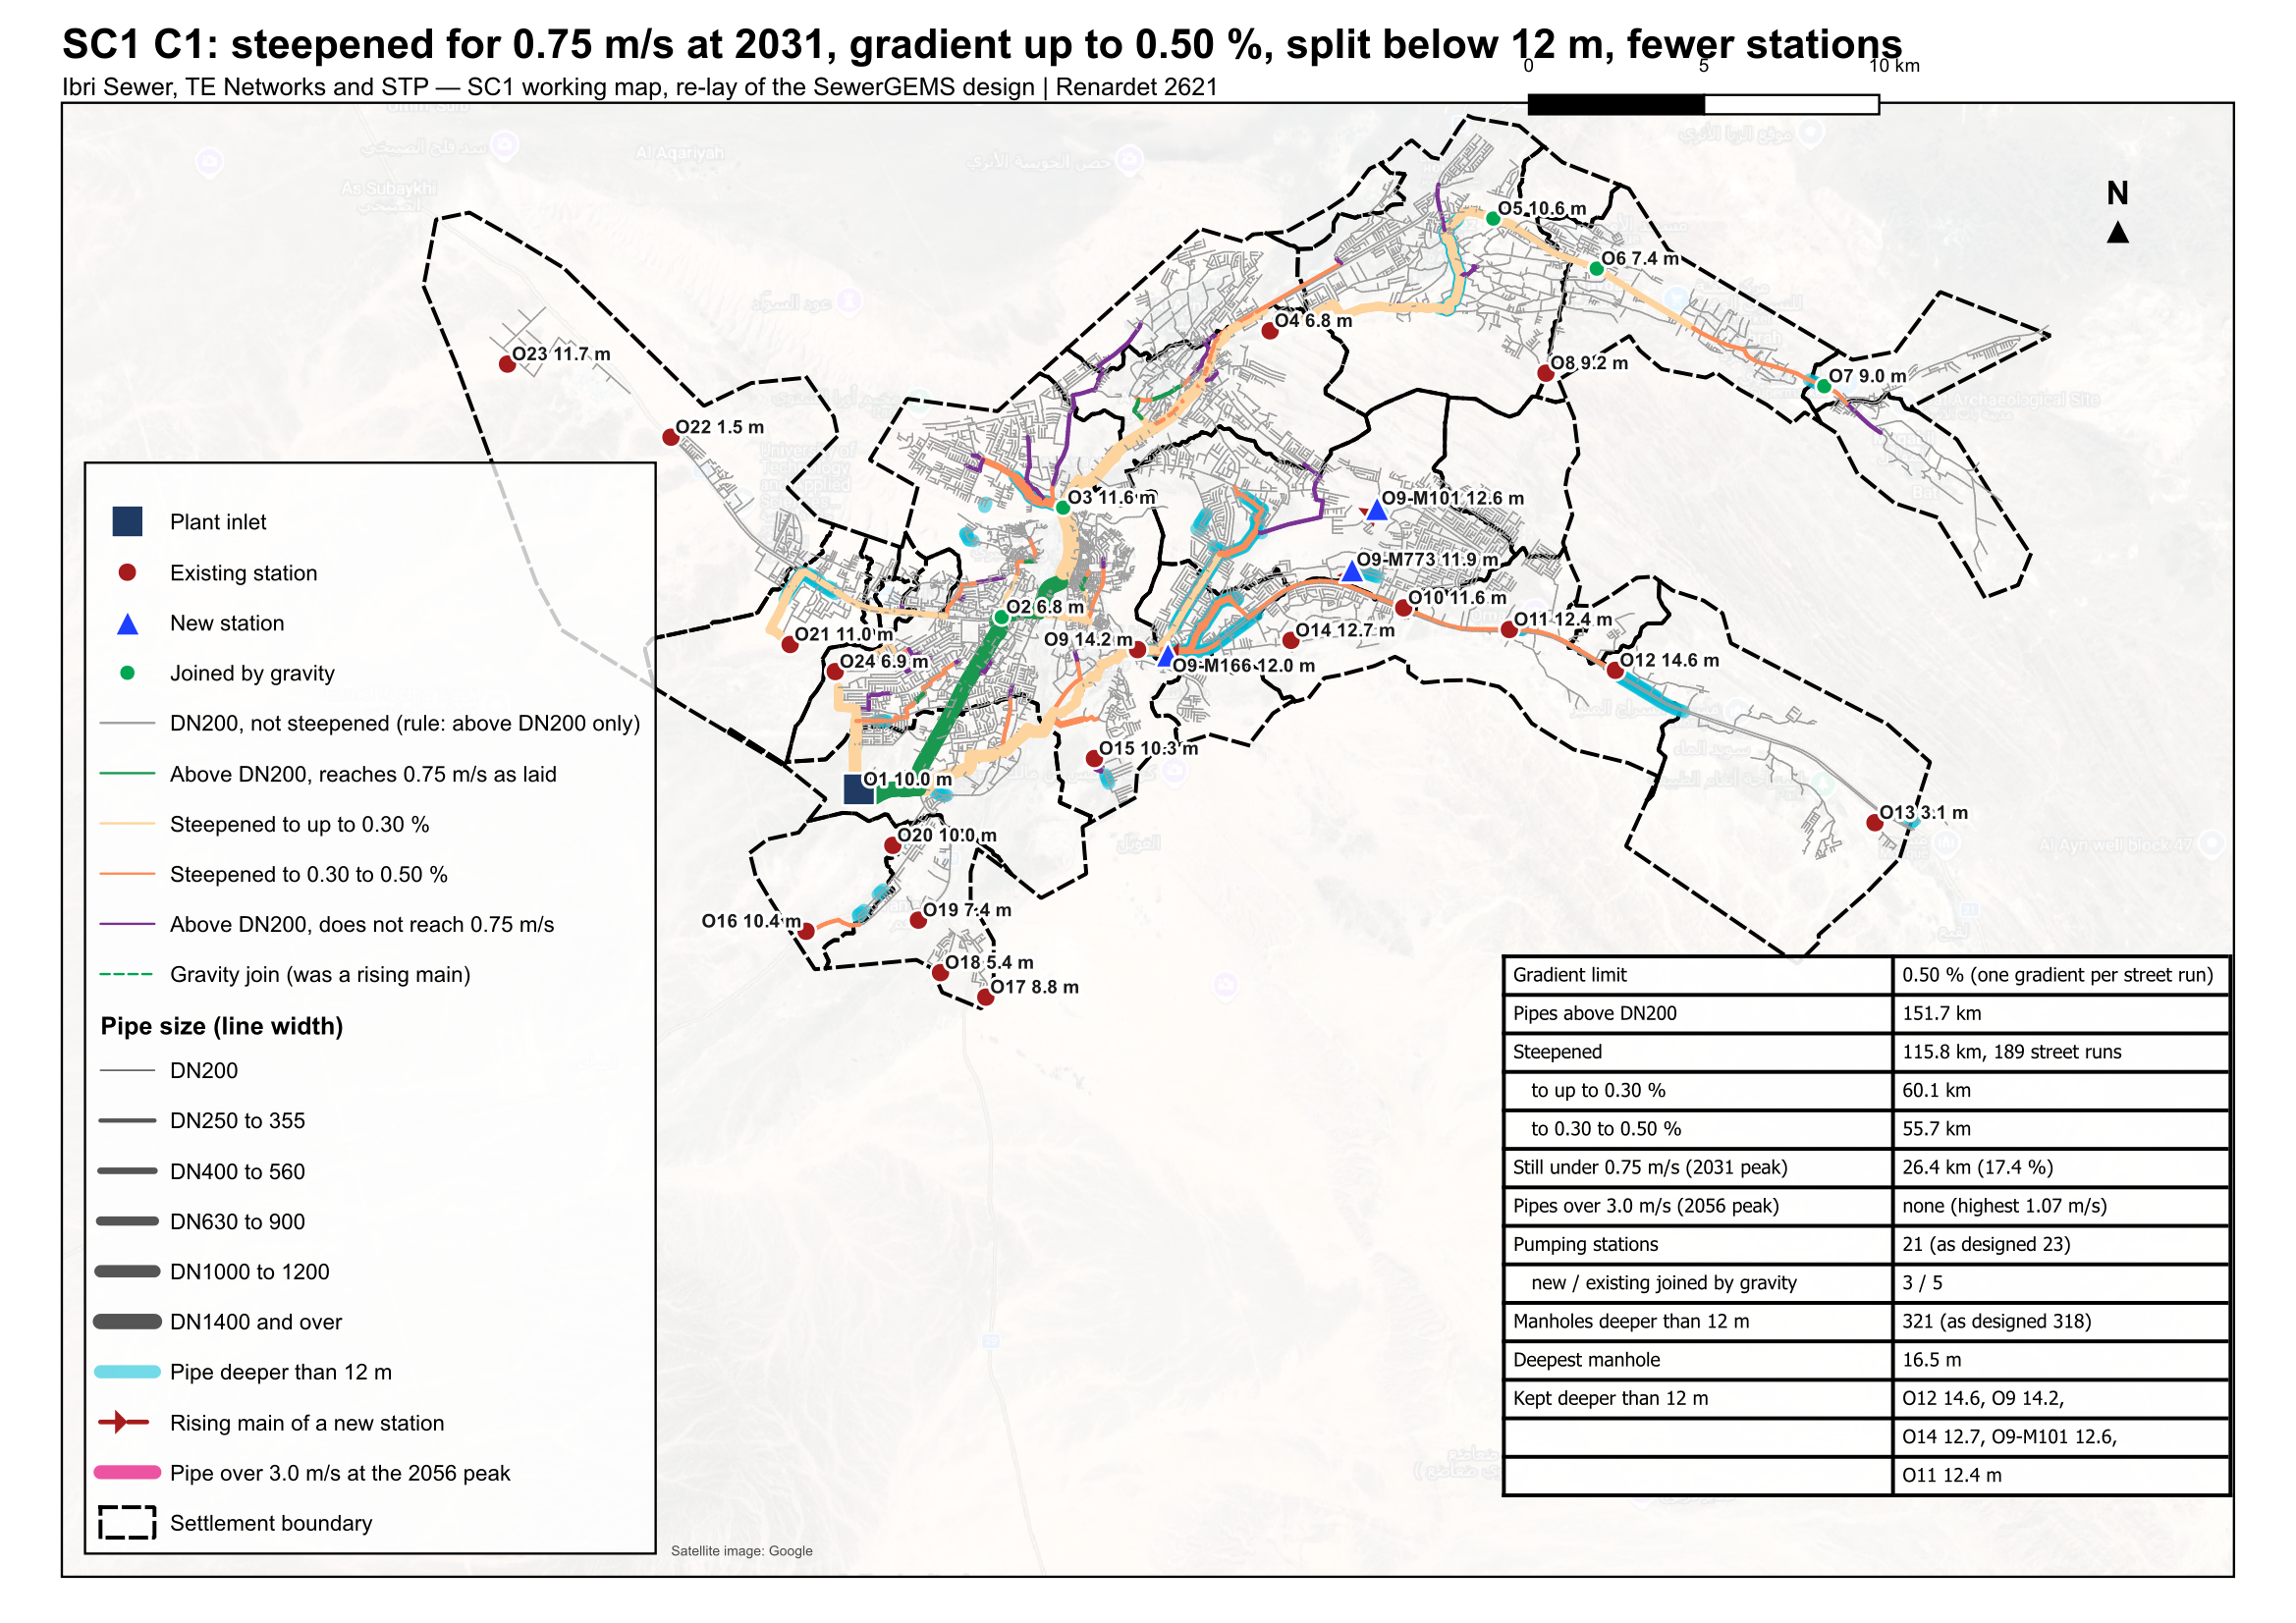 SC1 C1: steepened for 0.75 m/s at 2031, gradient up to 0.50 %, split below 12 m, fewer stations
Ibri Sewer, TE Networks and STP — SC1 working map, re-lay of the SewerGEMS design | Renardet 2621
0 5 10 km
N
Al Aqariyah
As Subaykhi
O5 10.6 m
O6 7.4 m
O4 6.8 m
O23 11.7 m
O8 9.2 m
O7 9.0 m
O22 1.5 m
O3 11.6 m
O9-M101 12.6 m
O9-M773 11.9 m
O10 11.6 m
O2 6.8 m
O11 12.4 m
O21 11.0 m
O9 14.2 m
O14 12.7 m
O24 6.9 m
O9-M166 12.0 m
O12 14.6 m
O15 10.3 m
O1 10.0 m
O13 3.1 m
O20 10.0 m
Al Ayn well block 47
O16 10.4 m
O19 7.4 m
O18 5.4 m
O17 8.8 m
Plant inlet
Existing station
New station
Joined by gravity
DN200, not steepened (rule: above DN200 only)
Above DN200, reaches 0.75 m/s as laid
Steepened to up to 0.30 %
Steepened to 0.30 to 0.50 %
Above DN200, does not reach 0.75 m/s
Gravity join (was a rising main)
Pipe size (line width)
DN200
DN250 to 355
DN400 to 560
DN630 to 900
DN1000 to 1200
DN1400 and over
Pipe deeper than 12 m
Rising main of a new station
Pipe over 3.0 m/s at the 2056 peak
Settlement boundary
Gradient limit 0.50 % (one gradient per street run)
Pipes above DN200 151.7 km
Steepened 115.8 km, 189 street runs
to up to 0.30 % 60.1 km
to 0.30 to 0.50 % 55.7 km
Still under 0.75 m/s (2031 peak) 26.4 km (17.4 %)
Pipes over 3.0 m/s (2056 peak) none (highest 1.07 m/s)
Pumping stations 21 (as designed 23)
new / existing joined by gravity 3 / 5
Manholes deeper than 12 m 321 (as designed 318)
Deepest manhole 16.5 m
Kept deeper than 12 m O12 14.6, O9 14.2,
O14 12.7, O9-M101 12.6,
O11 12.4 m
Satellite image: Google